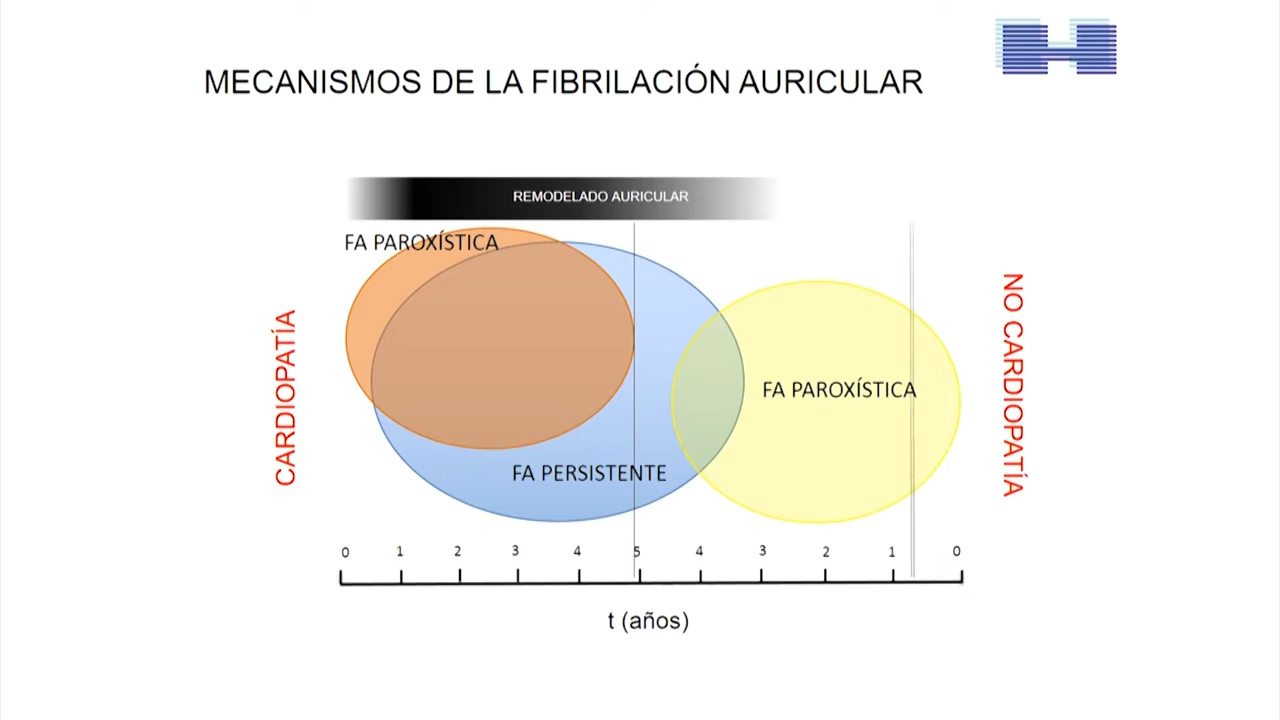 MECANISMOS DE LA FIBRILACIÓN AURICULAR
REMODELADO AURICULAR
FA PAROXÍSTICA
CARDIOPATÍA
NO CARDIOPATÍA
FA PAROXÍSTICA
FA PERSISTENTE
0 1 2 3 4 5 4 3 2 1 0
t (años)